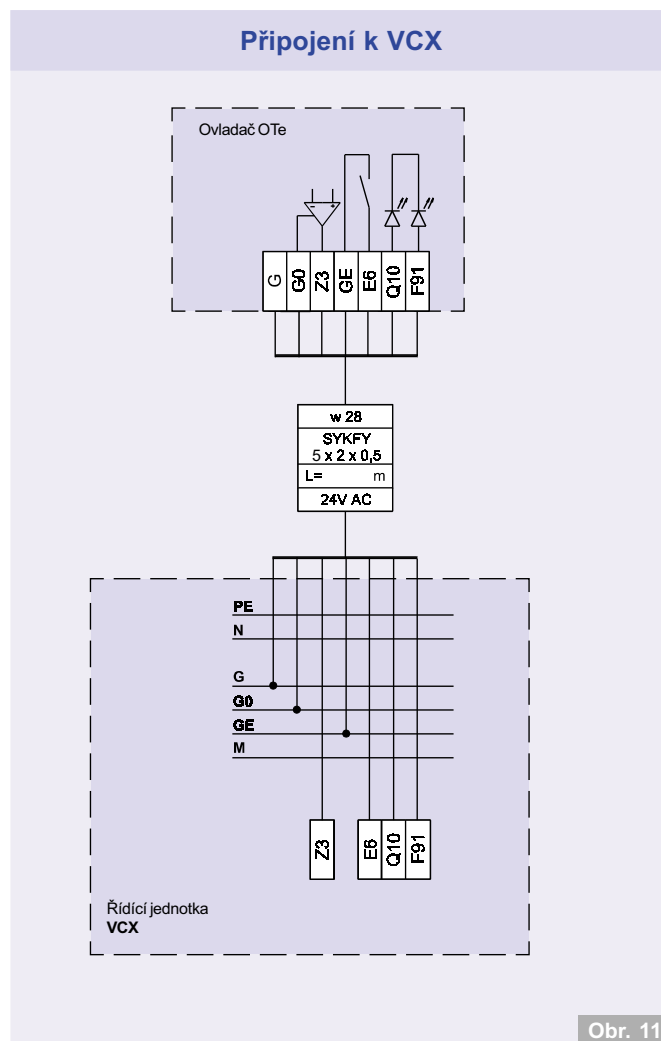 Připojení k VCX
Ovladač OTe
G G0 Z3 GE E6 Q10 F91
w 28
SYKFY
5 x 2 x 0,5
L= m
24V AC
PE
N
G
G0
GE
M
Z3 E6 Q10 F91
Řídící jednotka
VCX
Obr. 11